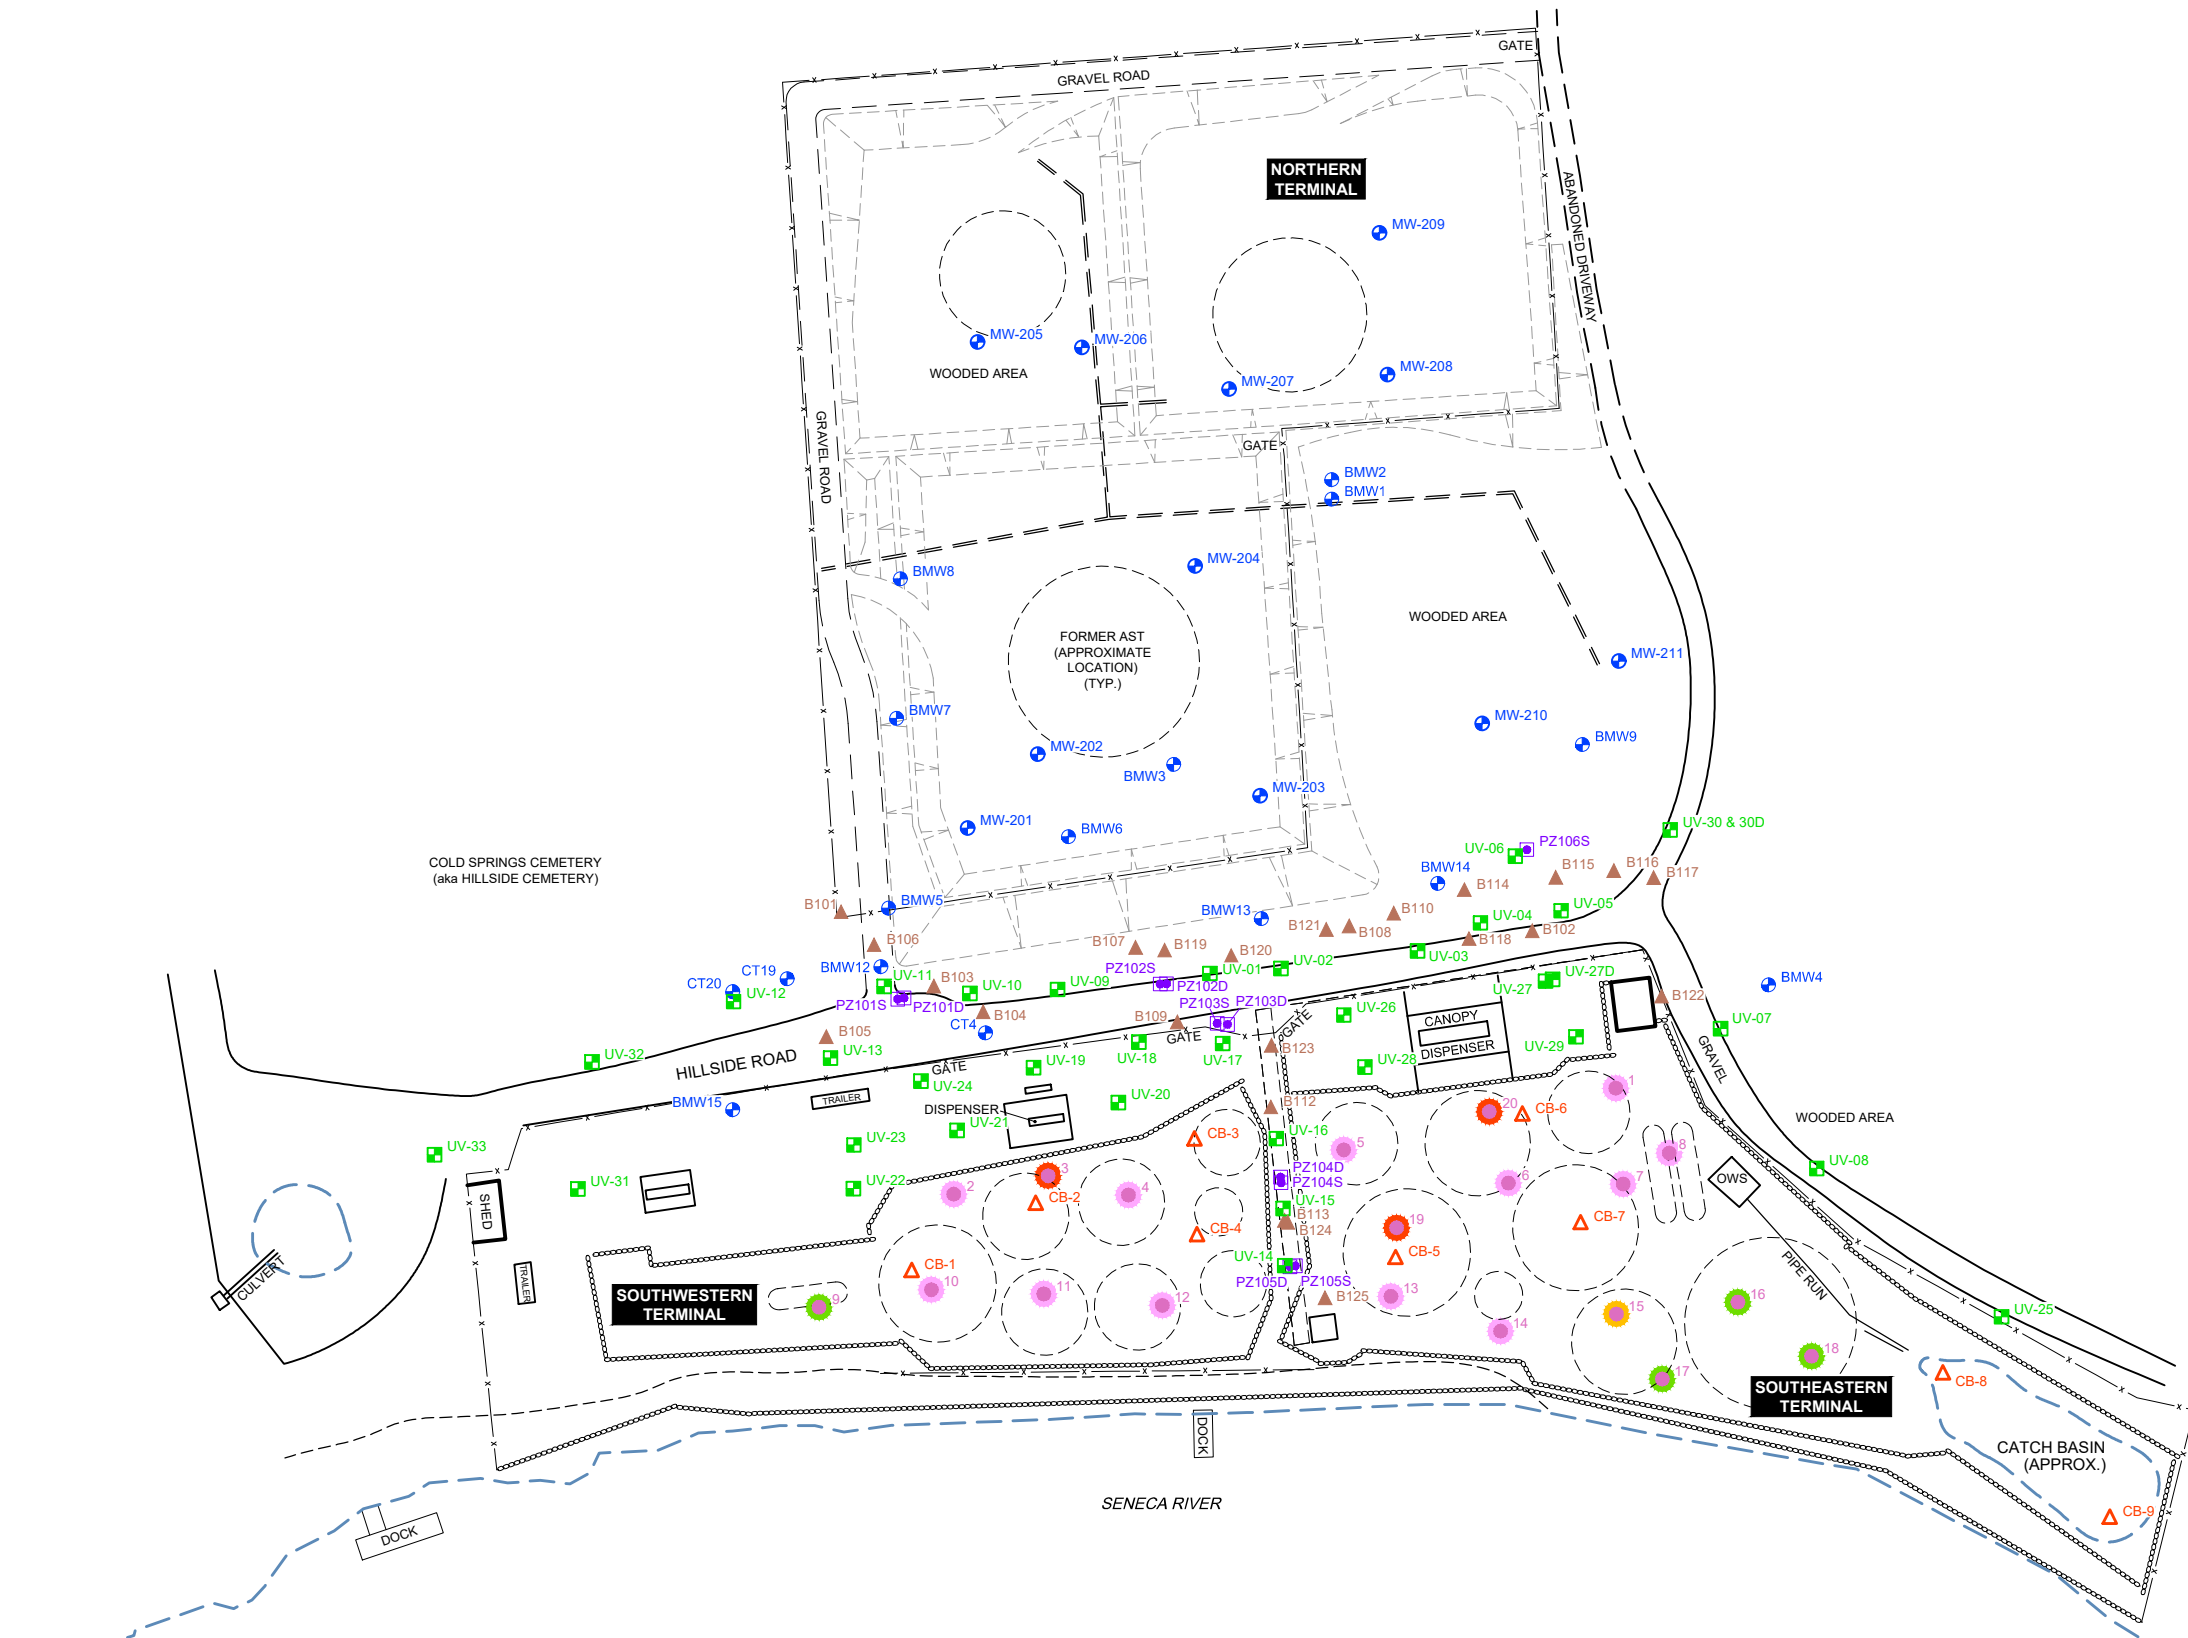 GATE
GRAVEL ROAD
NORTHERN
TERMINAL
ABANDONED DRIVEWAY
MW-209
MW-205
MW-206
WOODED AREA
MW-208
MW-207
GRAVEL ROAD
GATE
BMW2
BMW1
MW-204
BMW8
WOODED AREA
FORMER AST
(APPROXIMATE
LOCATION)
(TYP.)
MW-211
BMW7
MW-210
BMW9
MW-202
BMW3
MW-203
MW-201
BMW6
UV-30 & 30D
PZ106S
UV-06
COLD SPRINGS CEMETERY
(aka HILLSIDE CEMETERY)
BMW14
B115
B116
B117
B114
B101
BMW5
BMW13
B110
B121
B108
UV-04
UV-05
B118
B102
B106
B107
B119
B120
UV-03
BMW12
CT19
CT20
UV-12
UV-11
B103
UV-10
UV-09
PZ102S
PZ102D
UV-01
UV-02
UV-27D
UV-27
BMW4
PZ101S
PZ101D
B104
CT4
PZ103S
PZ103D
B109
GATE
GATE
UV-26
CANOPY
DISPENSER
B122
UV-07
B105
UV-13
UV-32
HILLSIDE ROAD
GATE
UV-19
UV-18
UV-17
B123
UV-29
UV-28
GRAVEL
UV-24
TRAILER
BMW15
DISPENSER
UV-20
B112
1
20
CB-6
WOODED AREA
UV-21
UV-23
UV-33
CB-3
UV-16
5
8
UV-08
3
PZ104D
PZ104S
OWS
UV-31
UV-22
2
CB-2
4
6
7
SHED
UV-15
B113
B124
CB-4
19
CB-7
CB-5
UV-14
PZ105D
PZ105S
PIPE RUN
CULVERT
TRAILER
CB-1
10
11
12
13
B125
SOUTHWESTERN
TERMINAL
9
14
15
16
UV-25
17
18
SOUTHEASTERN
TERMINAL
CB-8
DOCK
CATCH BASIN
(APPROX.)
SENECA RIVER
CB-9
DOCK